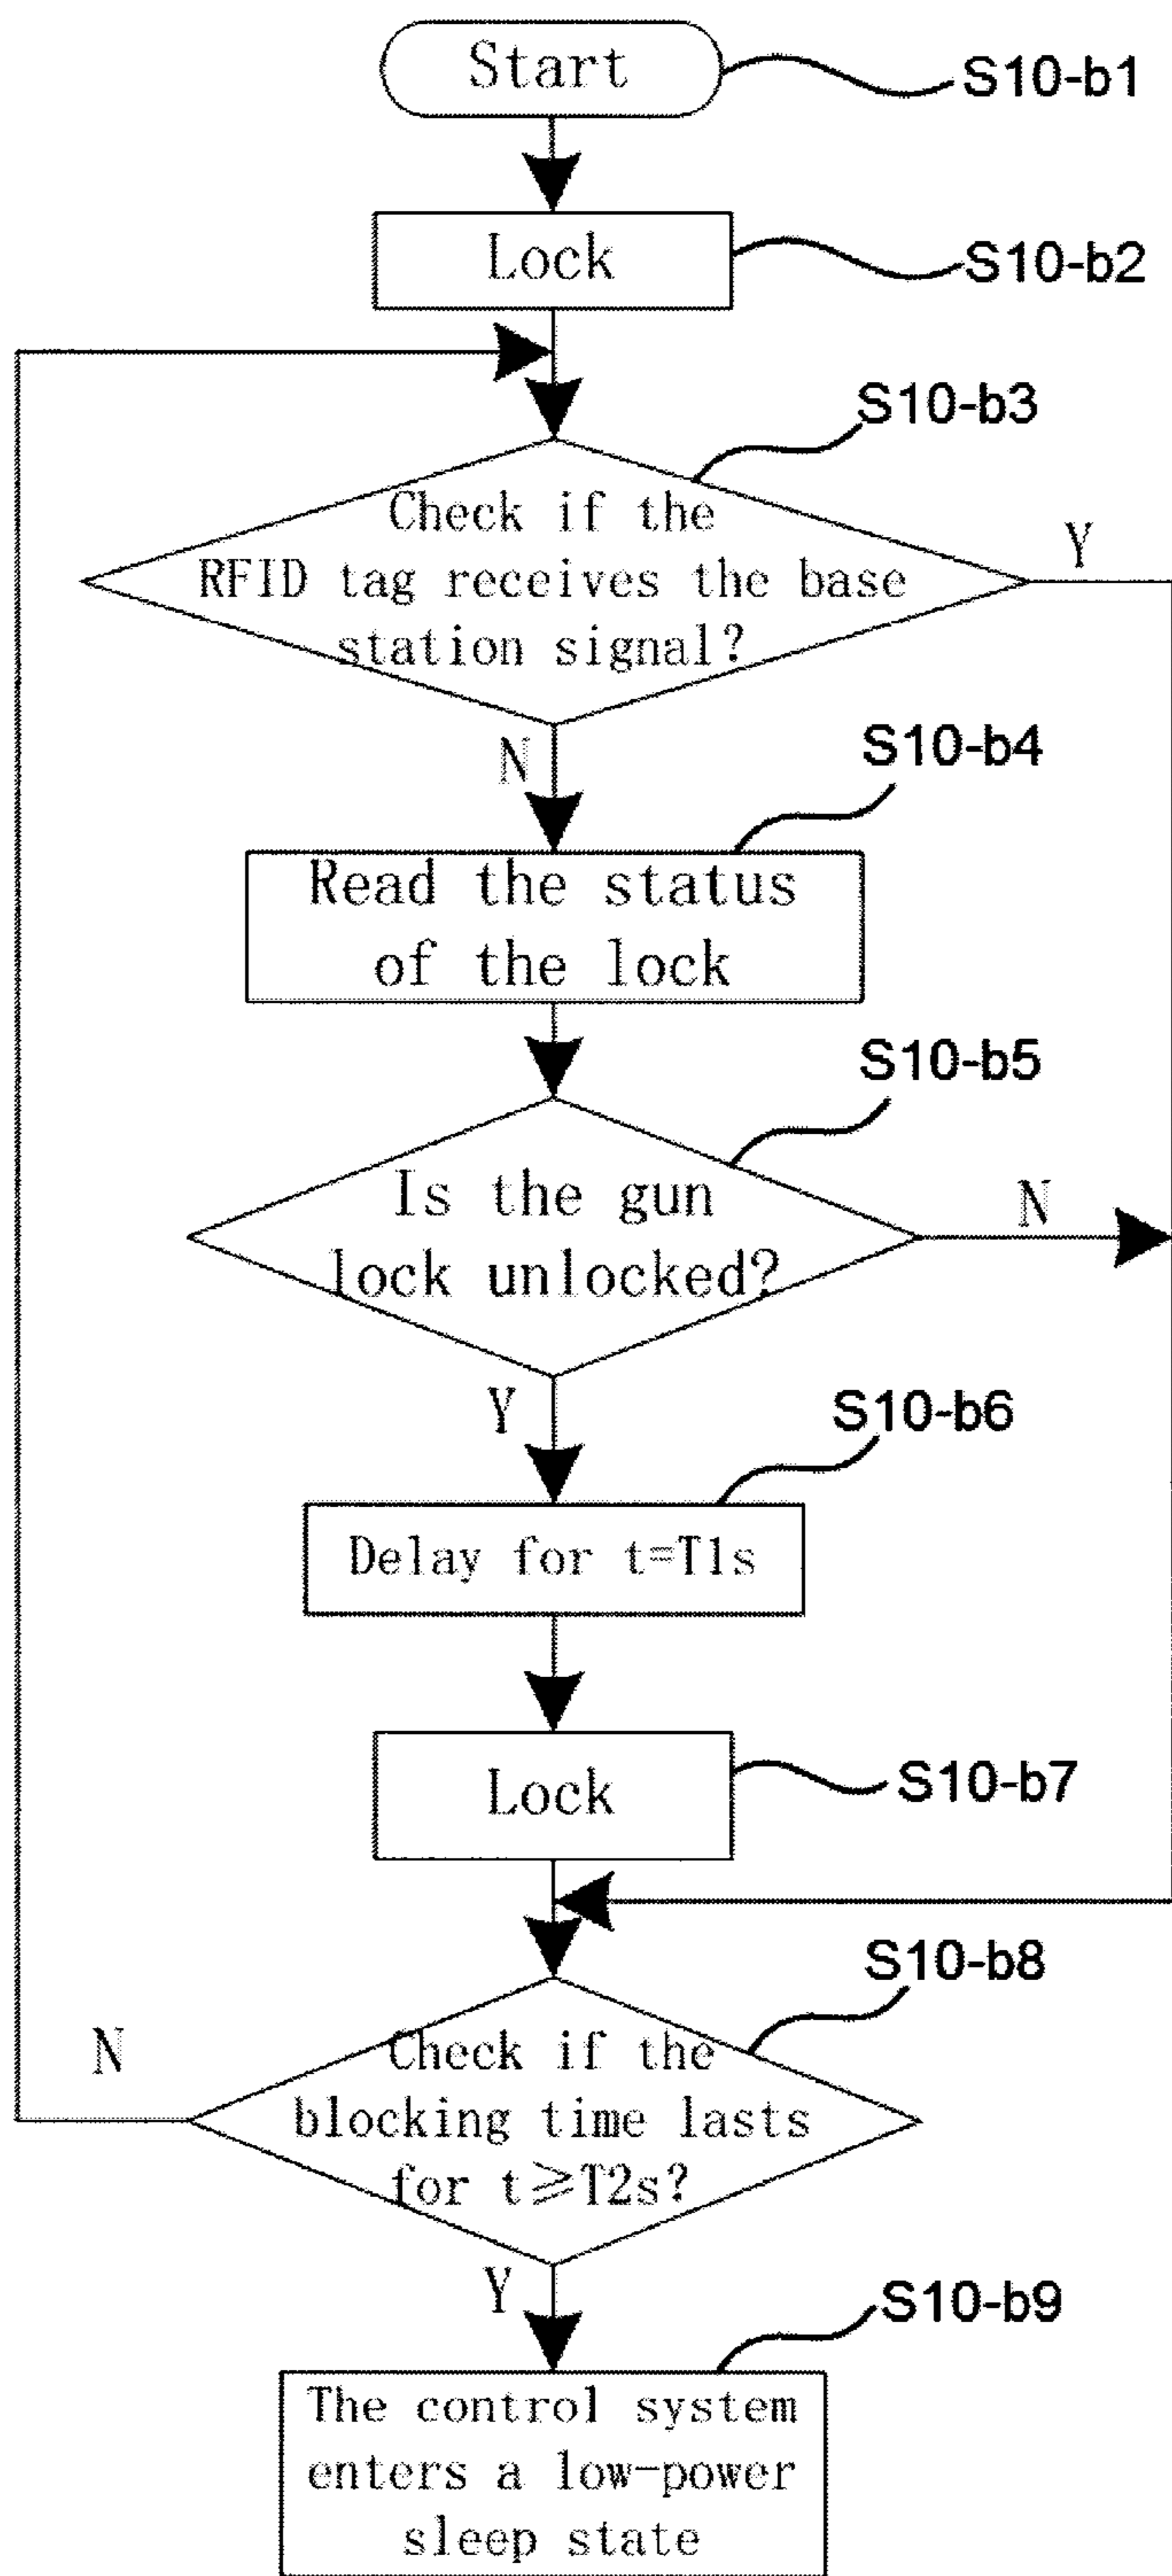 Start
S10-b1
Lock
S10-b2
S10-b3
Check if the
RFID tag receives the base
station signal?
Y
N
S10-b4
Read the status
of the lock
S10-b5
Is the gun
lock unlocked?
N
Y
S10-b6
Delay for t=T1s
Lock
S10-b7
S10-b8
Check if the
blocking time lasts
for t≥T2s?
N
Y
S10-b9
The control system
enters a low-power
sleep state